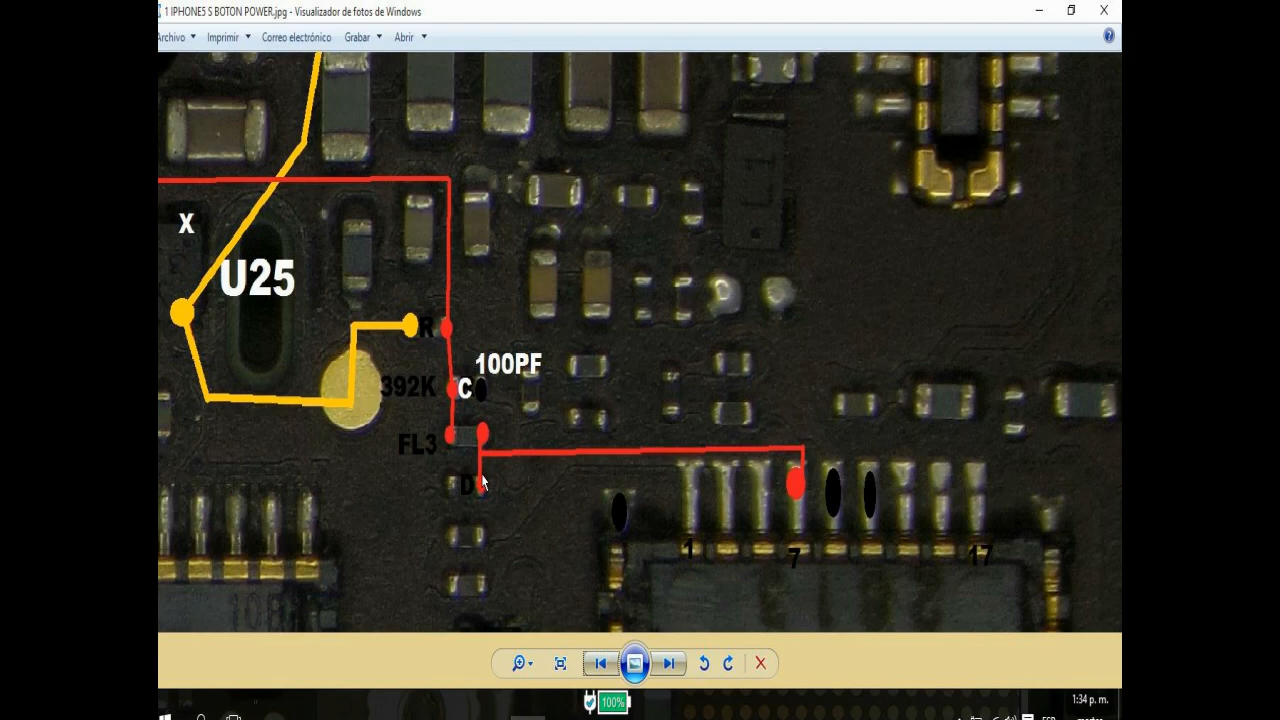 1 IPHONE5 S BOTON POWER.jpg - Visualizador de fotos de Windows
Archivo Imprimir Correo electrónico Grabar Abrir
X
U25
R
100PF
392K C
FL3
D
1 7 17
100%
1:34 p. m.